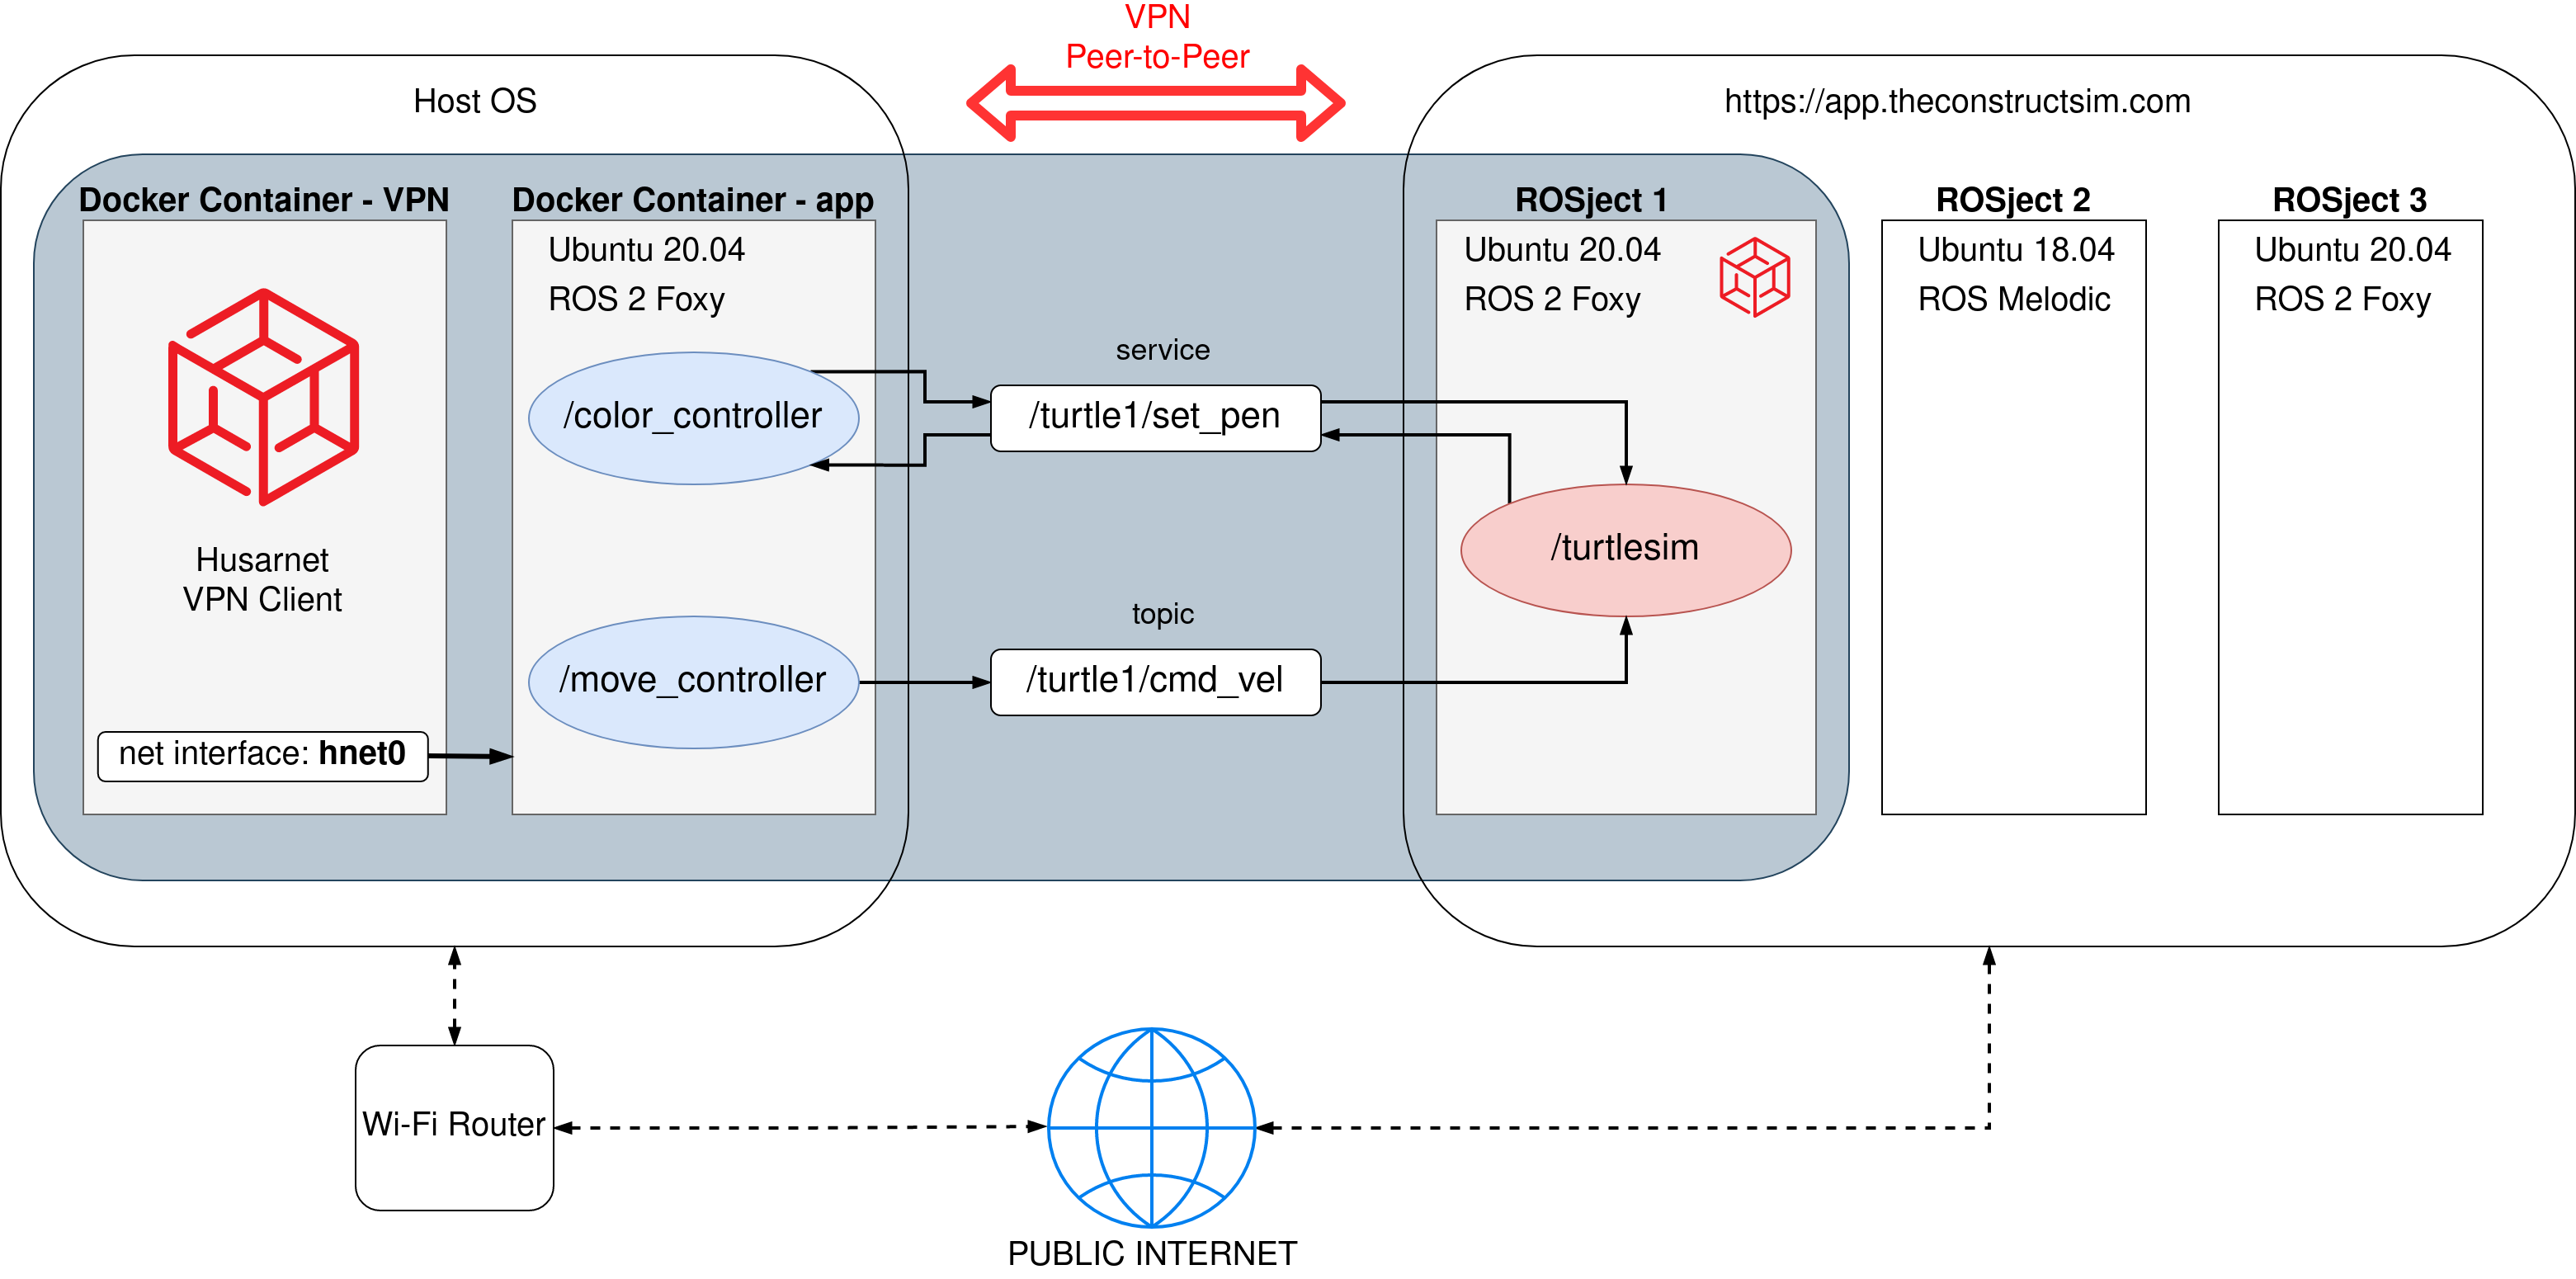 VPN
Peer-to-Peer
Host OS
https://app.theconstructsim.com
Docker Container - VPN
Docker Container - app
ROSject 1
ROSject 2
ROSject 3
Ubuntu 20.04
ROS 2 Foxy
Ubuntu 20.04
ROS 2 Foxy
Ubuntu 18.04
ROS Melodic
Ubuntu 20.04
ROS 2 Foxy
service
/color_controller
/turtle1/set_pen
/turtlesim
Husarnet
VPN Client
topic
/move_controller
/turtle1/cmd_vel
net interface: hnet0
Wi-Fi Router
PUBLIC INTERNET